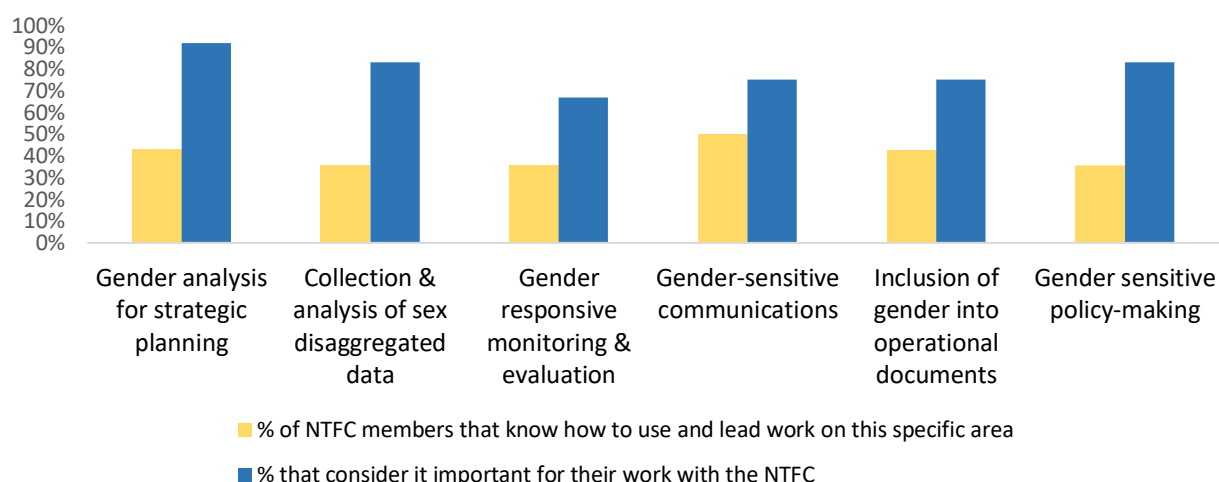 100%
90%
80%
70%
60%
50%
40%
30%
20%
10%
0%
Gender analysis
for strategic
planning
Collection &
analysis of sex
disaggregated
data
Gender
responsive
monitoring &
evaluation
Gender-sensitive
communications
Inclusion of
gender into
operational
documents
Gender sensitive
policy-making
% of NTFC members that know how to use and lead work on this specific area
% that consider it important for their work with the NTFC